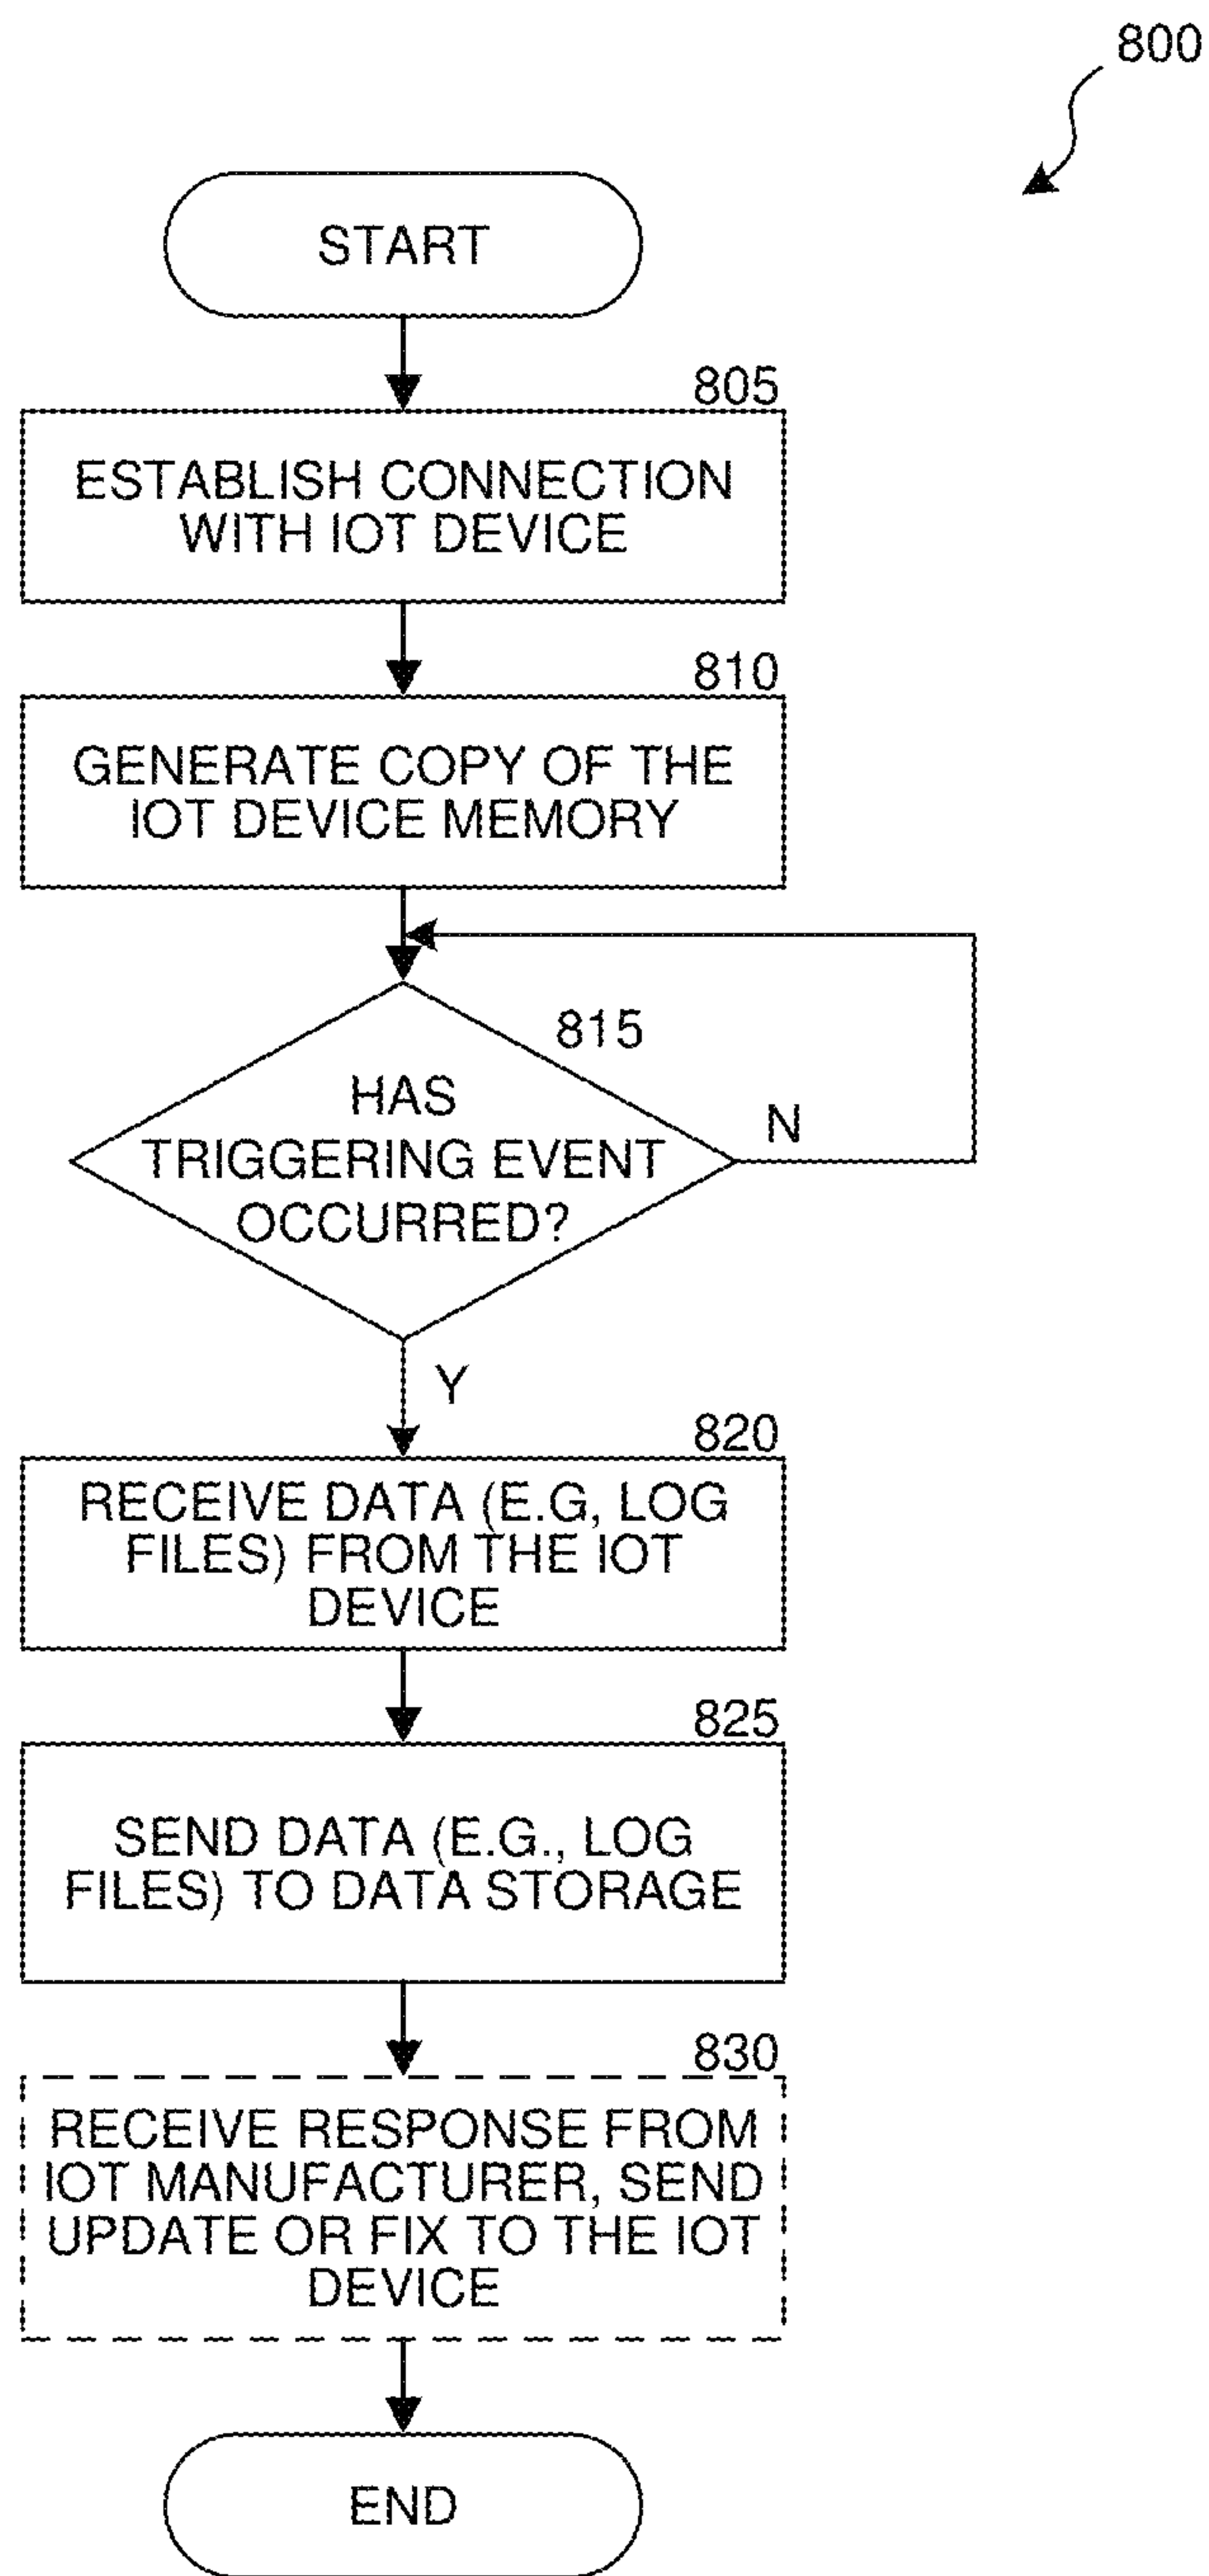 800
START
805
ESTABLISH CONNECTION
WITH IOT DEVICE
810
GENERATE COPY OF THE
IOT DEVICE MEMORY
815
HAS
TRIGGERING EVENT
OCCURRED?
N
Y
820
RECEIVE DATA (E.G, LOG
FILES) FROM THE IOT
DEVICE
825
SEND DATA (E.G., LOG
FILES) TO DATA STORAGE
830
RECEIVE RESPONSE FROM
IOT MANUFACTURER, SEND
UPDATE OR FIX TO THE IOT
DEVICE
END